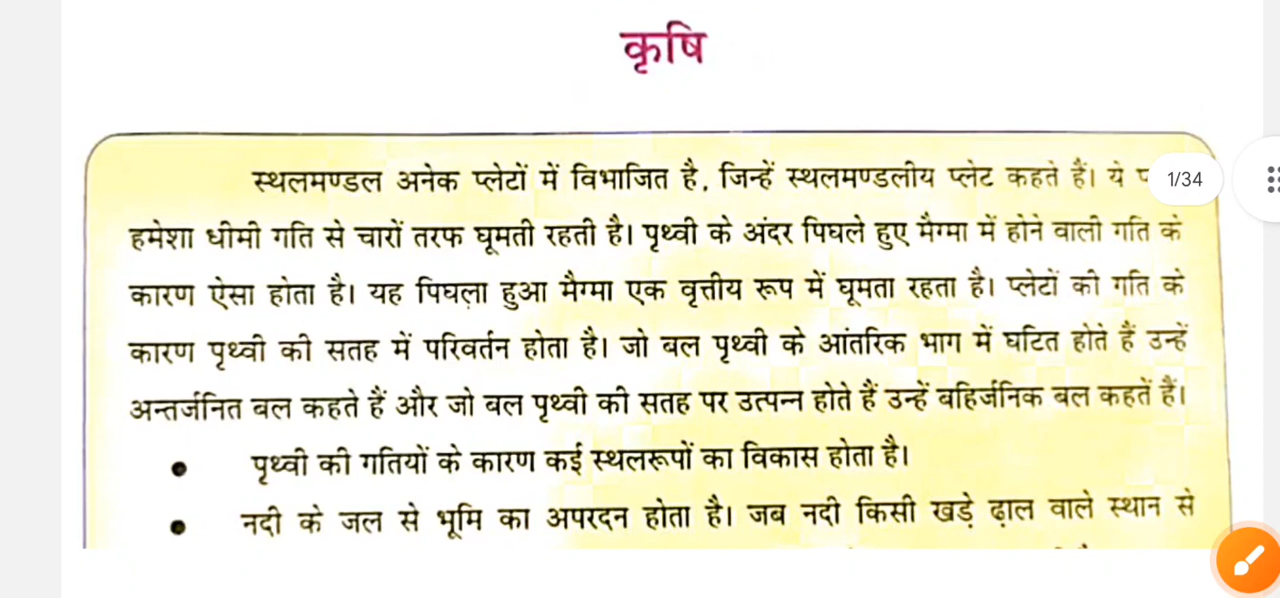 कृषि
स्थलमण्डल अनेक प्लेटों में विभाजित है, जिन्हें स्थलमण्डलीय प्लेट कहते हैं। ये
1/34
हमेशा धीमी गति से चारों तरफ घूमती रहती है। पृथ्वी के अंदर पिघले हुए मैग्मा में होने वाली गति के
कारण ऐसा होता है। यह पिघला हुआ मैग्मा एक वृत्तीय रूप में घूमता रहता है। प्लेटों की गति के
कारण पृथ्वी की सतह में परिवर्तन होता है। जो बल पृथ्वी के आंतरिक भाग में घटित होते हैं उन्हें
अन्तर्जनित बल कहते हैं और जो बल पृथ्वी की सतह पर उत्पन्न होते हैं उन्हें बहिर्जनिक बल कहतें हैं।
• पृथ्वी की गतियों के कारण कई स्थलरूपों का विकास होता है।
• नदी के जल से भूमि का अपरदन होता है। जब नदी किसी खड़े ढ़ाल वाले स्थान से